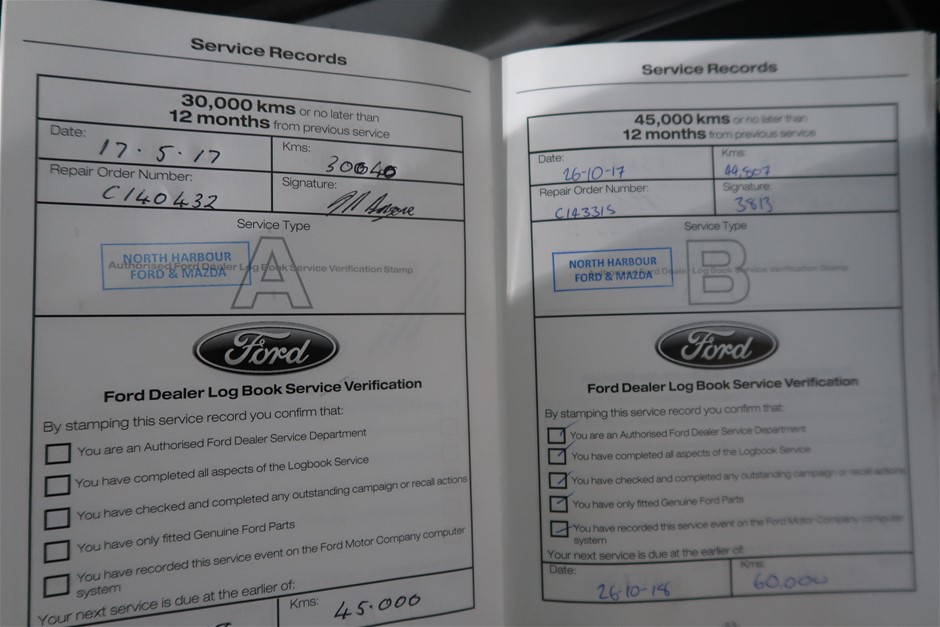 Service Records
30,000 kms or no later than
12 months from previous service
Date:
17·5·17
Kms:
30040
Repair Order Number:
C140432
Signature:
Service Type
A
NORTH HARBOUR
FORD & MAZDA
Authorised Ford Dealer Log Book Service Verification Stamp
Ford
Ford Dealer Log Book Service Verification
By stamping this service record you confirm that:
You are an Authorised Ford Dealer Service Department
You have completed all aspects of the Logbook Service
You have checked and completed any outstanding campaign or recall actions
You have only fitted Genuine Ford Parts
You have recorded this service event on the Ford Motor Company computer
system
Your next service is due at the earlier of:
Kms:
45·000
Service Records
45,000 kms or no later than
12 months from previous service
Date:
26-10-17
Kms:
44,807
Repair Order Number:
C143315
Signature:
3813
Service Type
B
NORTH HARBOUR
FORD & MAZDA
Authorised Ford Dealer Log Book Service Verification Stamp
Ford
Ford Dealer Log Book Service Verification
By stamping this service record you confirm that:
You are an Authorised Ford Dealer Service Department
You have completed all aspects of the Logbook Service
You have checked and completed any outstanding campaign or recall actions
You have only fitted Genuine Ford Parts
You have recorded this service event on the Ford Motor Company computer
system
Your next service is due at the earlier of:
Date:
26-10-18
Kms:
60.000